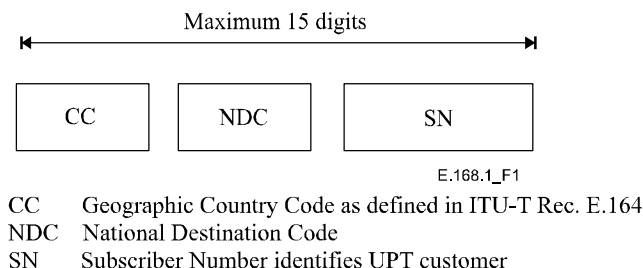 Maximum 15 digits
CC NDC SN
E.168.1_F1
CC Geographic Country Code as defined in ITU-T Rec. E.164
NDC National Destination Code
SN Subscriber Number identifies UPT customer